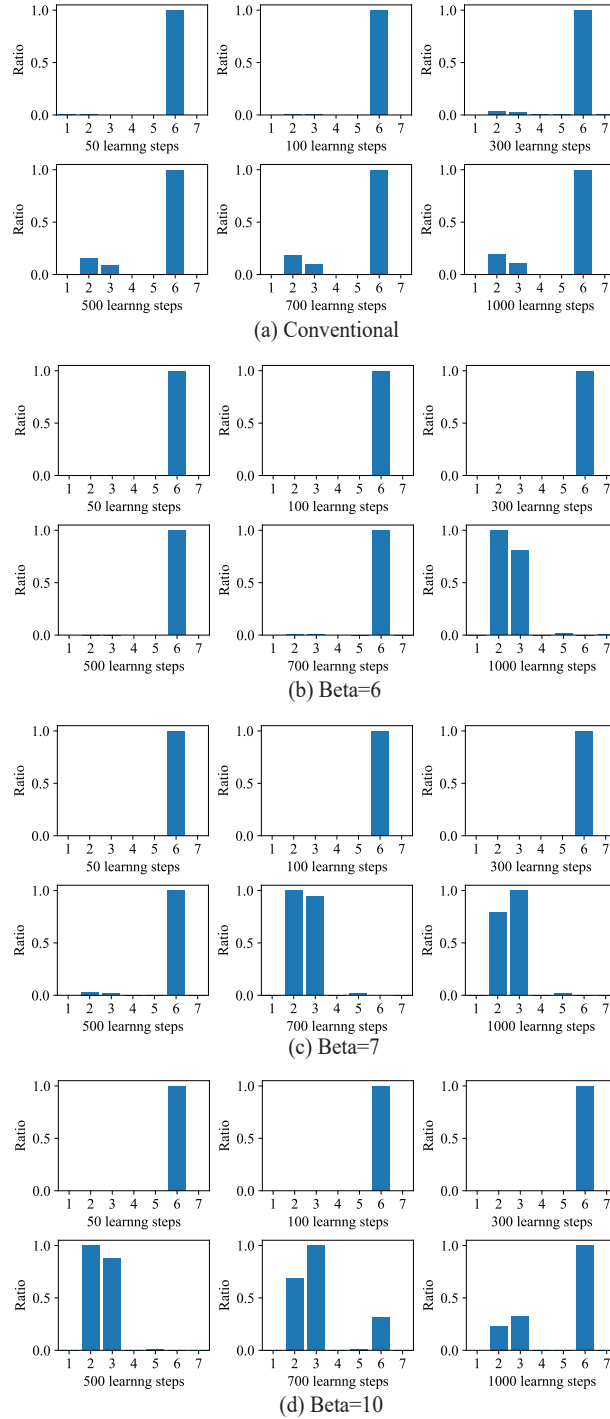 Ratio 1.0 0.5 0.0 1 2 3 4 5 6 7 50 learnng steps
Ratio 1.0 0.5 0.0 1 2 3 4 5 6 7 100 learnng steps
Ratio 1.0 0.5 0.0 1 2 3 4 5 6 7 300 learnng steps
Ratio 1.0 0.5 0.0 1 2 3 4 5 6 7 500 learnng steps
Ratio 1.0 0.5 0.0 1 2 3 4 5 6 7 700 learnng steps
Ratio 1.0 0.5 0.0 1 2 3 4 5 6 7 1000 learnng steps
(a) Conventional
Ratio 1.0 0.5 0.0 1 2 3 4 5 6 7 50 learnng steps
Ratio 1.0 0.5 0.0 1 2 3 4 5 6 7 100 learnng steps
Ratio 1.0 0.5 0.0 1 2 3 4 5 6 7 300 learnng steps
Ratio 1.0 0.5 0.0 1 2 3 4 5 6 7 500 learnng steps
Ratio 1.0 0.5 0.0 1 2 3 4 5 6 7 700 learnng steps
Ratio 1.0 0.5 0.0 1 2 3 4 5 6 7 1000 learnng steps
(b) Beta=6
Ratio 1.0 0.5 0.0 1 2 3 4 5 6 7 50 learnng steps
Ratio 1.0 0.5 0.0 1 2 3 4 5 6 7 100 learnng steps
Ratio 1.0 0.5 0.0 1 2 3 4 5 6 7 300 learnng steps
Ratio 1.0 0.5 0.0 1 2 3 4 5 6 7 500 learnng steps
Ratio 1.0 0.5 0.0 1 2 3 4 5 6 7 700 learnng steps
Ratio 1.0 0.5 0.0 1 2 3 4 5 6 7 1000 learnng steps
(c) Beta=7
Ratio 1.0 0.5 0.0 1 2 3 4 5 6 7 50 learnng steps
Ratio 1.0 0.5 0.0 1 2 3 4 5 6 7 100 learnng steps
Ratio 1.0 0.5 0.0 1 2 3 4 5 6 7 300 learnng steps
Ratio 1.0 0.5 0.0 1 2 3 4 5 6 7 500 learnng steps
Ratio 1.0 0.5 0.0 1 2 3 4 5 6 7 700 learnng steps
Ratio 1.0 0.5 0.0 1 2 3 4 5 6 7 1000 learnng steps
(d) Beta=10